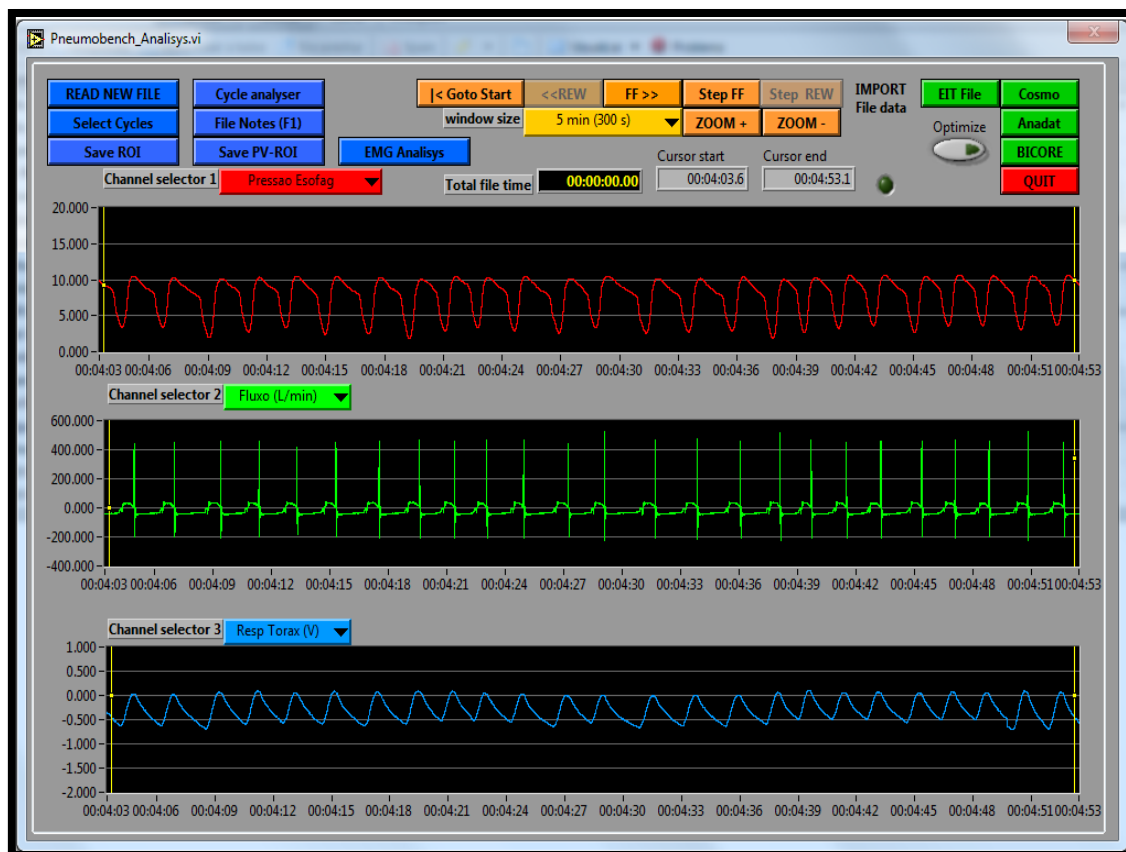 Pneumobench_Analisys.vi
READ NEW FILE Cycle analyser |< Goto Start <<REW FF >> Step FF Step REW IMPORT EIT File Cosmo
File data
Select Cycles File Notes (F1) window size 5 min (300 s) ZOOM + ZOOM - Optimize Anadat
Save ROI Save PV-ROI EMG Analisys Cursor start Cursor end BICORE
Channel selector 1 Pressao Esofag Total file time 00:00:00.00 00:04:03.6 00:04:53.1 QUIT
20.000
15.000
10.000
5.000
0.000
00:04:03 00:04:06 00:04:09 00:04:12 00:04:15 00:04:18 00:04:21 00:04:24 00:04:27 00:04:30 00:04:33 00:04:36 00:04:39 00:04:42 00:04:45 00:04:48 00:04:51 00:04:53
Channel selector 2 Fluxo (L/min)
600.000
400.000
200.000
0.000
-200.000
-400.000
00:04:03 00:04:06 00:04:09 00:04:12 00:04:15 00:04:18 00:04:21 00:04:24 00:04:27 00:04:30 00:04:33 00:04:36 00:04:39 00:04:42 00:04:45 00:04:48 00:04:51 00:04:53
Channel selector 3 Resp Torax (V)
1.000
0.500
0.000
-0.500
-1.000
-1.500
-2.000
00:04:03 00:04:06 00:04:09 00:04:12 00:04:15 00:04:18 00:04:21 00:04:24 00:04:27 00:04:30 00:04:33 00:04:36 00:04:39 00:04:42 00:04:45 00:04:48 00:04:51 00:04:53